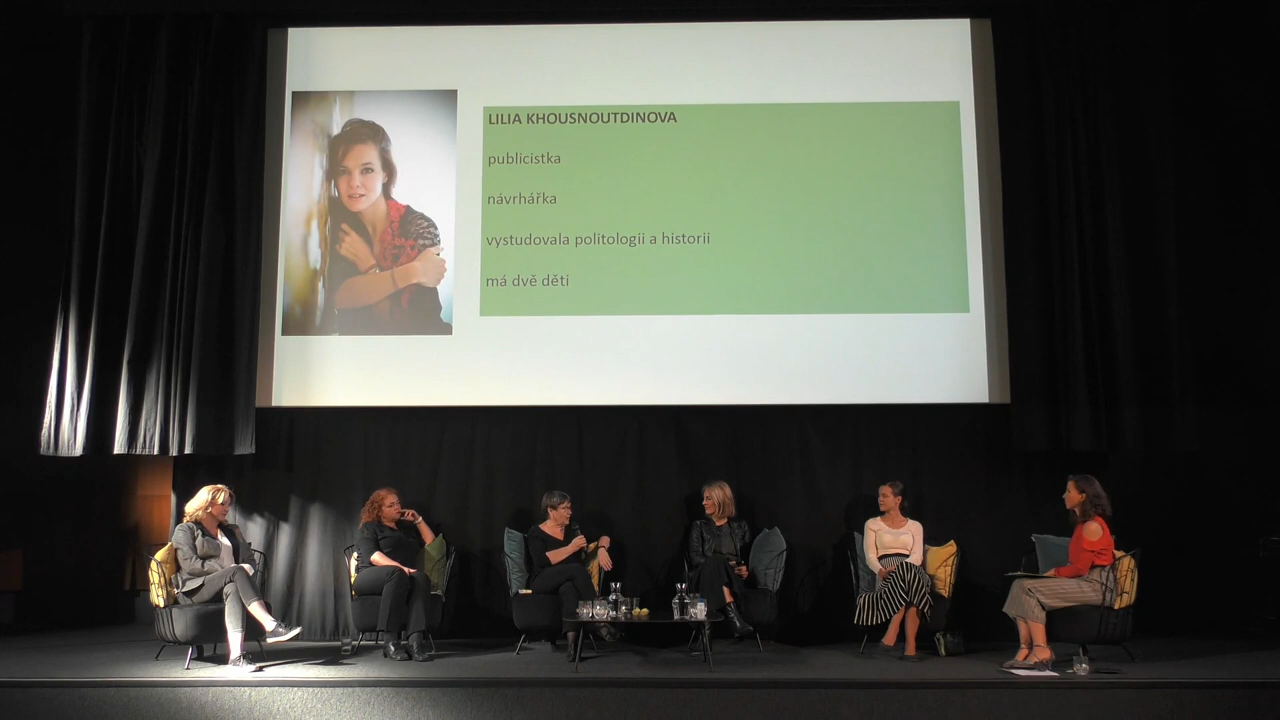 LILIA KHOUSNOUTDINOVA
publicistka
návrhářka
vystudovala politologii a historii
má dvě děti